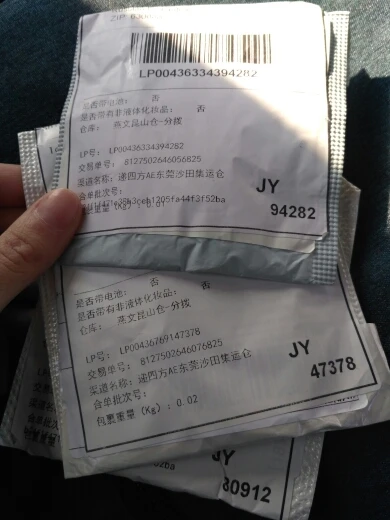 LP00436334394282
是否带电池： 否
是否带有非液体化妆品： 否
仓库： 燕文昆山仓-分拨
LP号： LP00436334394282
交易单号： 8127502646056825
渠道名称：递四方AE东莞沙田集运仓
合单批次号：
JY
94282
是否带电池： 否
是否带有非液体化妆品： 否
仓库： 燕文昆山仓-分拨
LP号： LP00436769147378
交易单号： 8127502646076825
渠道名称：递四方AE东莞沙田集运仓
合单批次号：
包裹重量（Kg）：0.02
JY
47378
JY
80912